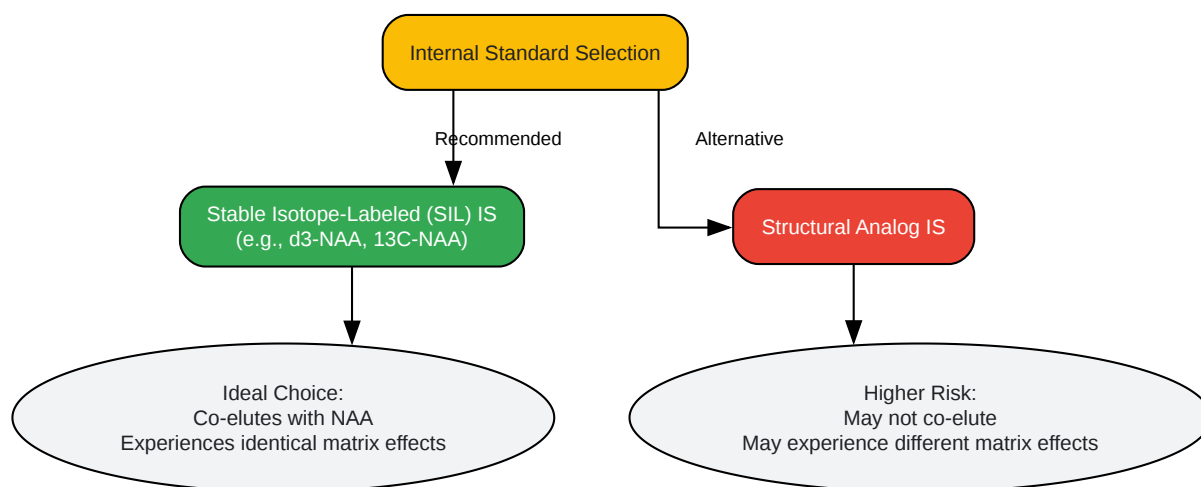 Internal Standard Selection
Recommended
Alternative
Stable Isotope-Labeled (SIL) IS
(e.g., d3-NAA, 13C-NAA)
Structural Analog IS
Ideal Choice:
Co-elutes with NAA
Experiences identical matrix effects
Higher Risk:
May not co-elute
May experience different matrix effects